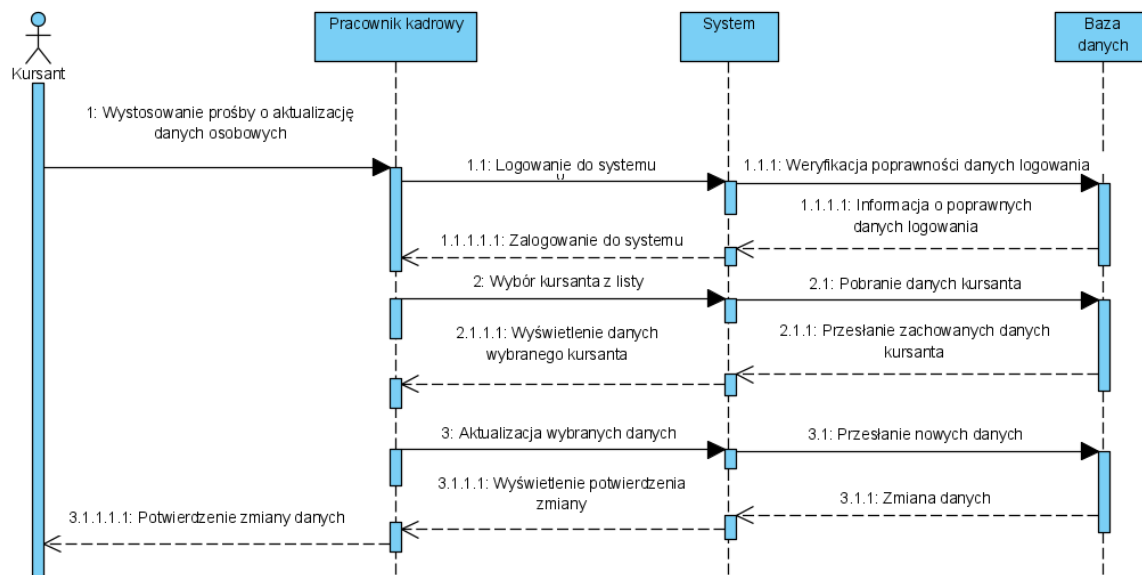 Kursant
Pracownik kadrowy
System
Baza
danych
1: Wystosowanie prośby o aktualizację
danych osobowych
1.1: Logowanie do systemu
1.1.1: Weryfikacja poprawności danych logowania
1.1.1.1: Informacja o poprawnych
danych logowania
1.1.1.1.1: Zalogowanie do systemu
2: Wybór kursanta z listy
2.1: Pobranie danych kursanta
2.1.1.1: Wyświetlenie danych
wybranego kursanta
2.1.1: Przesłanie zachowanych danych
kursanta
3: Aktualizacja wybranych danych
3.1: Przesłanie nowych danych
3.1.1.1: Wyświetlenie potwierdzenia
zmiany
3.1.1: Zmiana danych
3.1.1.1.1: Potwierdzenie zmiany danych